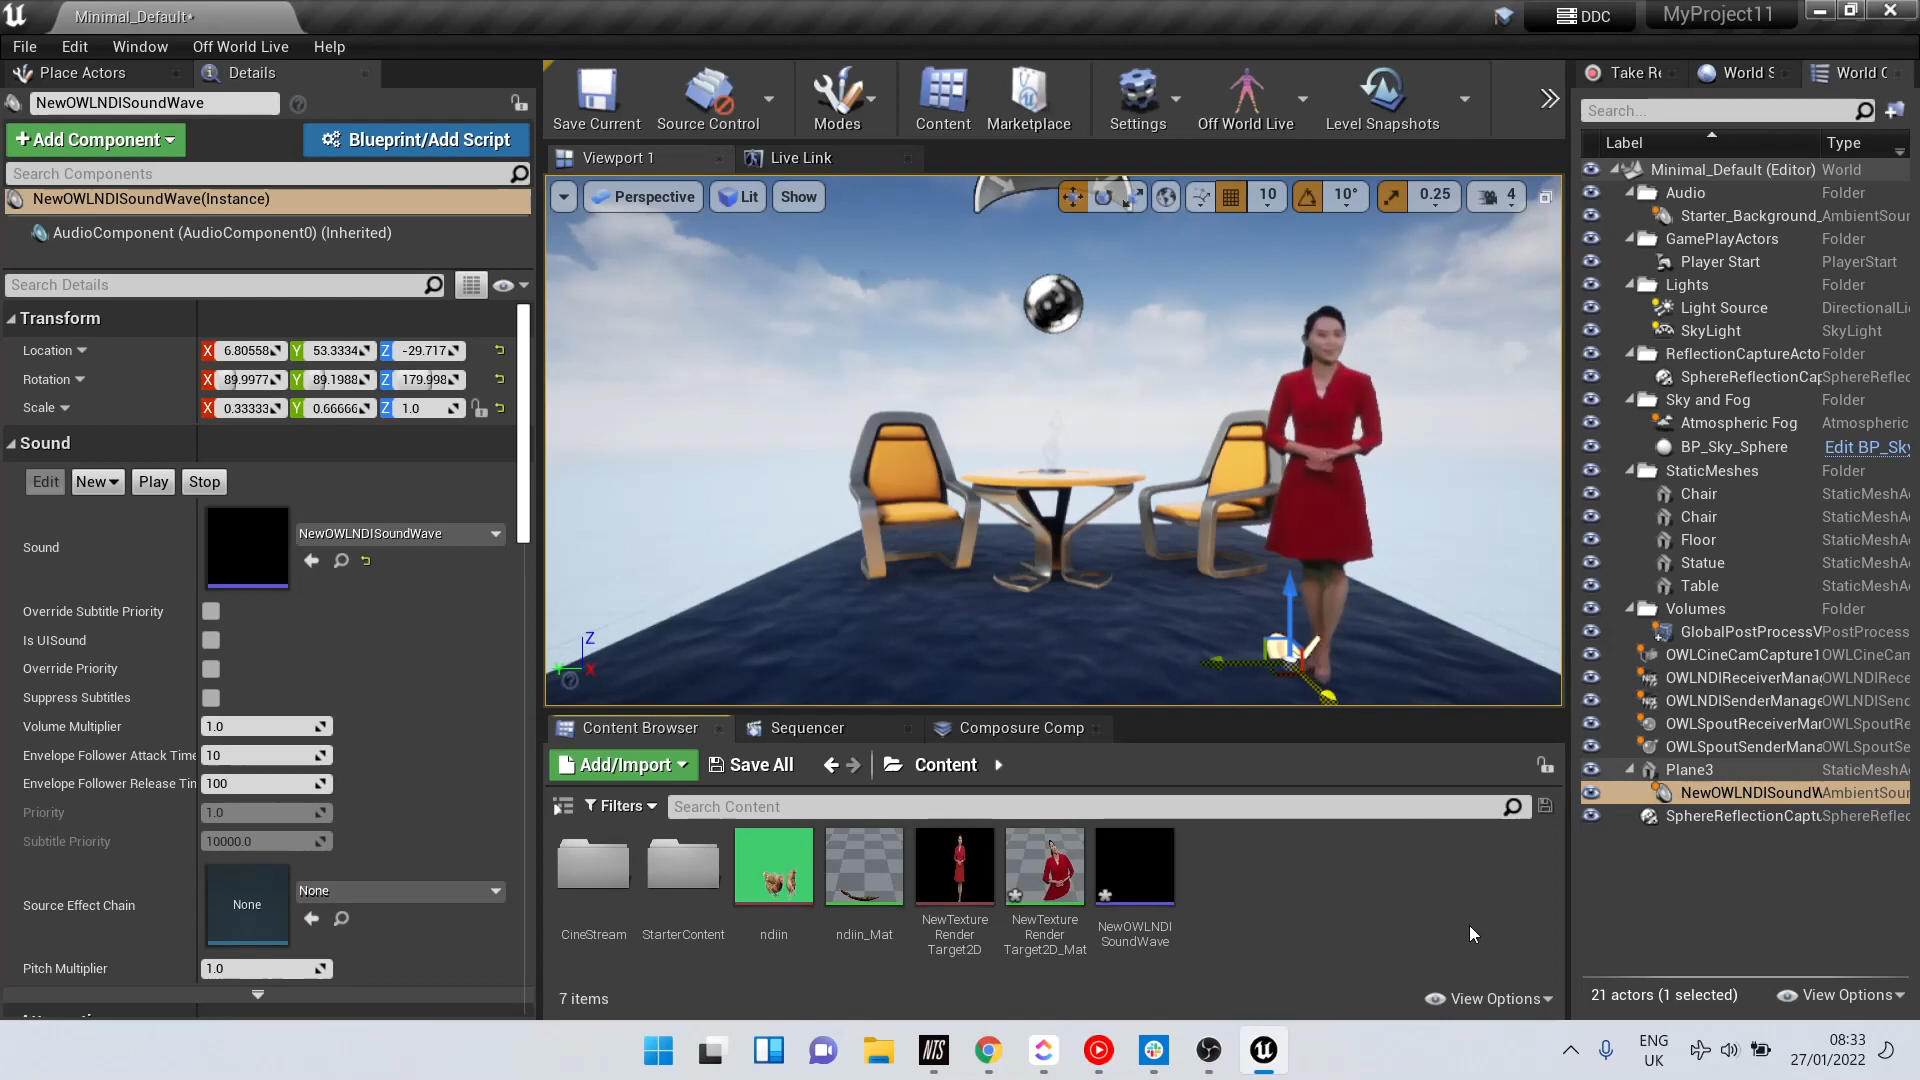 Minimal_Default*
DDC
MyProject11
File Edit Window Off World Live Help
Place Actors
Details
NewOWLNDISoundWave
+Add Component
Blueprint/Add Script
Search Components
NewOWLNDISoundWave(Instance)
AudioComponent (AudioComponent0) (Inherited)
Search Details
Transform
Location X 6.80558 Y 53.3334 Z -29.717
Rotation X 89.9977 Y 89.1988 Z 179.998
Scale X 0.33333 Y 0.66666 Z 1.0
Sound
Edit New Play Stop
Sound
NewOWLNDISoundWave
Override Subtitle Priority
Is UISound
Override Priority
Suppress Subtitles
Volume Multiplier 1.0
Envelope Follower Attack Time 10
Envelope Follower Release Tin 100
Priority 1.0
Subtitle Priority 10000.0
Source Effect Chain
None
None
Pitch Multiplier 1.0
Save Current
Source Control
Modes
Content
Marketplace
Settings
Off World Live
Level Snapshots
Viewport 1
Live Link
Perspective
Lit
Show
10
10°
0.25
4
Z
X
Content Browser
Sequencer
Composure Comp
Add/Import
Save All
Content
Filters
Search Content
CineStream
StarterContent
ndiin
ndiin_Mat
NewTexture
Render
Target2D
NewTexture
Render
Target2D_Mat
NewOWLNDI
SoundWave
7 items
View Options
Take Re
World S
World C
Search...
Label Type
Minimal_Default (Editor) World
Audio Folder
Starter_Background_ AmbientSour
GamePlayActors Folder
Player Start PlayerStart
Lights Folder
Light Source DirectionalLi
SkyLight SkyLight
ReflectionCaptureActo Folder
SphereReflectionCap SphereReflec
Sky and Fog Folder
Atmospheric Fog Atmospheric
BP_Sky_Sphere Edit BP_Sky
StaticMeshes Folder
Chair StaticMeshA
Chair StaticMeshA
Floor StaticMeshA
Statue StaticMeshA
Table StaticMeshA
Volumes Folder
GlobalPostProcessV PostProcess
OWLCineCamCapture1 OWLCineCam
OWLNDIReceiverManag OWLNDIRece
OWLNDISenderManage OWLNDISend
OWLSpoutReceiverMan OWLSpoutRe
OWLSpoutSenderMana OWLSpoutSe
Plane3 StaticMeshA
NewOWLNDISoundW AmbientSour
SphereReflectionCaptu SphereReflec
21 actors (1 selected)
View Options
NTS
ENG
UK
08:33
27/01/2022